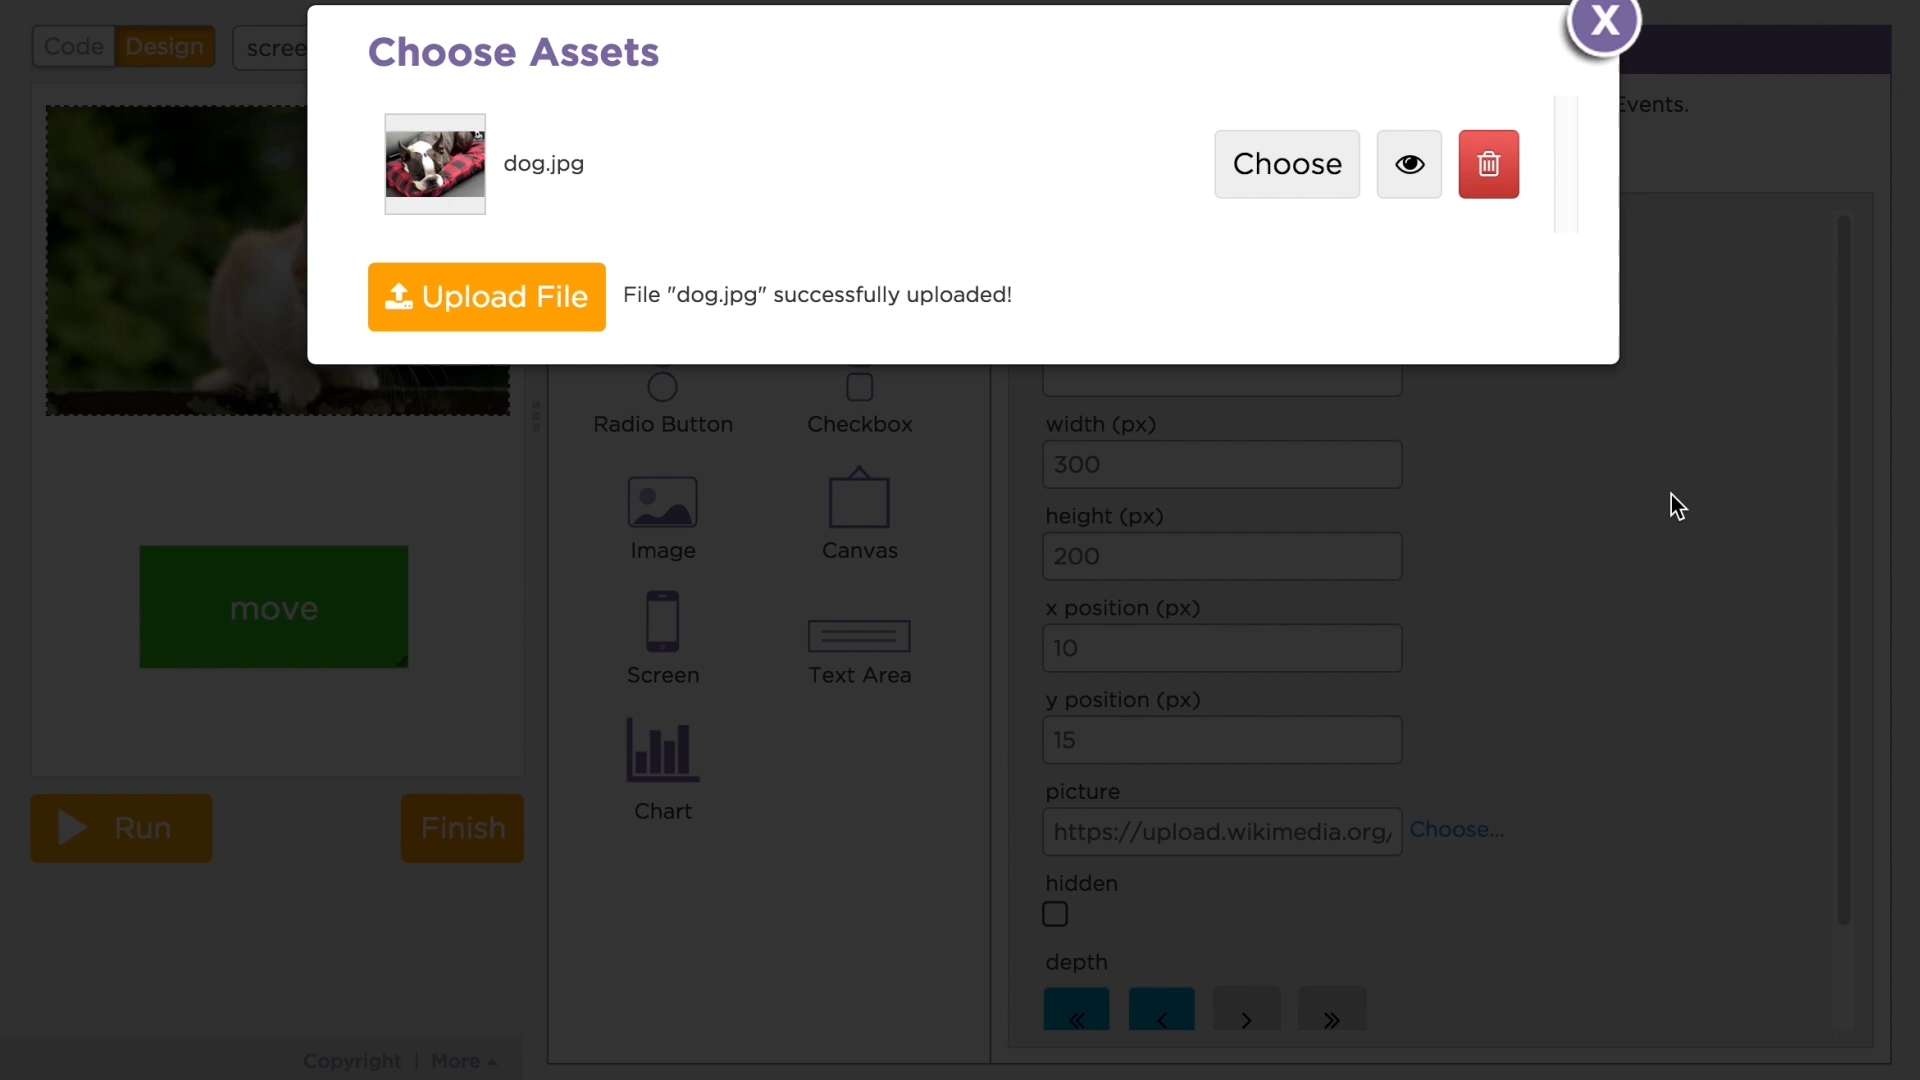 Code
Design
scree
Choose Assets
X
Events.
dog.jpg
Choose
Upload File
File "dog.jpg" successfully uploaded!
Radio Button
Checkbox
Image
Canvas
Screen
Text Area
Chart
width (px)
300
height (px)
200
x position (px)
10
y position (px)
15
picture
https://upload.wikimedia.org/
Choose...
hidden
depth
move
Run
Finish
Copyright | More